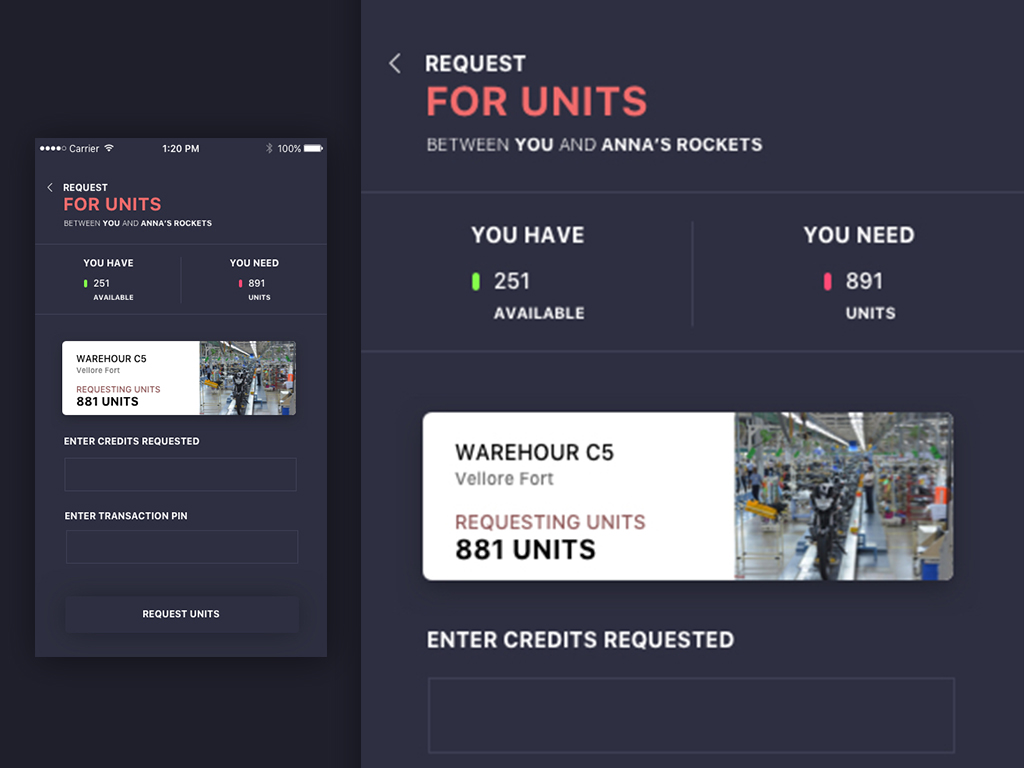 Carrier
1:20 PM
100%
REQUEST
FOR UNITS
BETWEEN YOU AND ANNA'S ROCKETS
YOU HAVE
251
AVAILABLE
YOU NEED
891
UNITS
WAREHOUR C5
Vellore Fort
REQUESTING UNITS
881 UNITS
ENTER CREDITS REQUESTED
ENTER TRANSACTION PIN
REQUEST UNITS
REQUEST
FOR UNITS
BETWEEN YOU AND ANNA'S ROCKETS
YOU HAVE
251
AVAILABLE
YOU NEED
891
UNITS
WAREHOUR C5
Vellore Fort
REQUESTING UNITS
881 UNITS
ENTER CREDITS REQUESTED